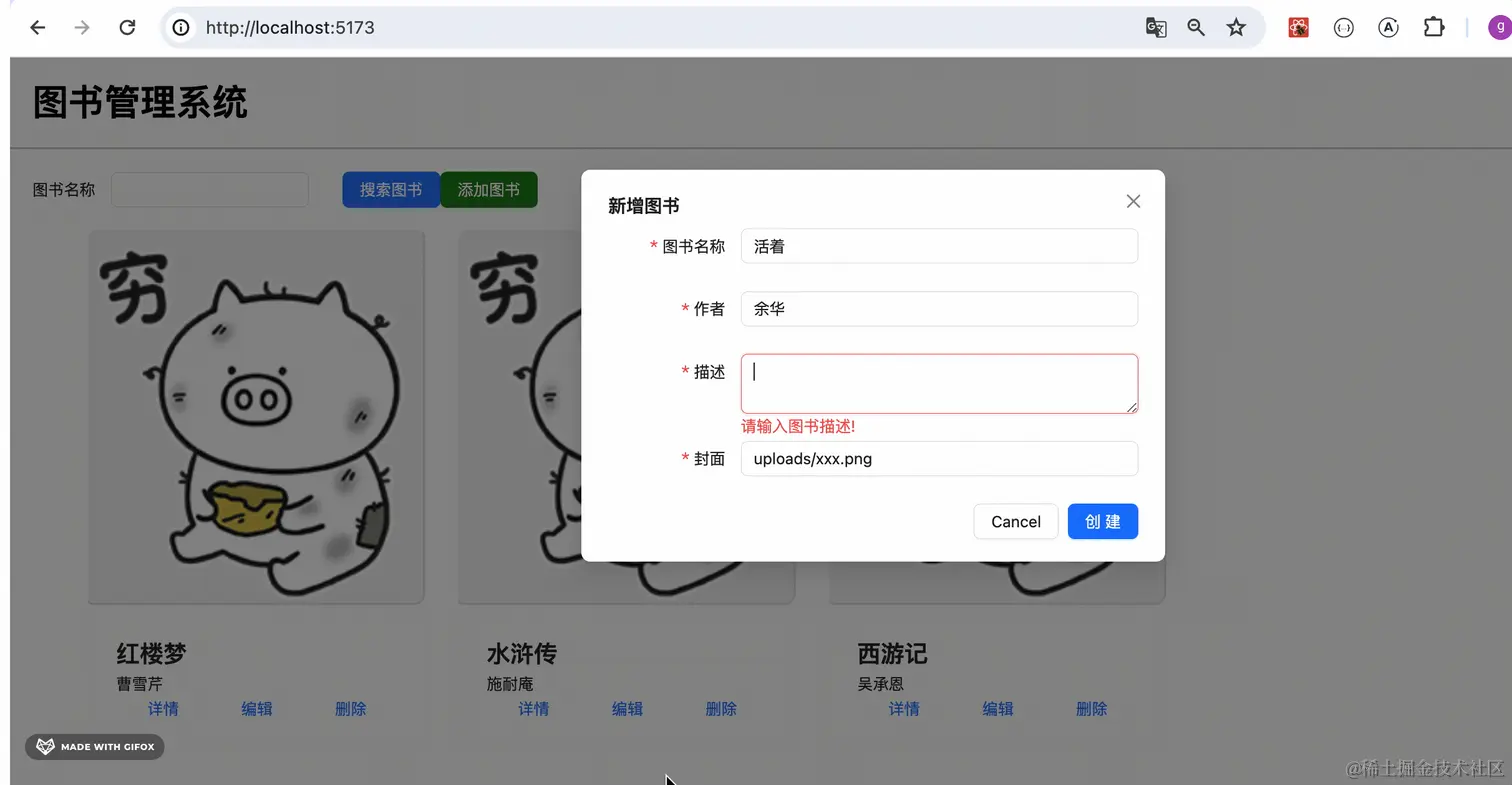 http://localhost:5173
g
图书管理系统
图书名称
搜索图书
添加图书
新增图书
* 图书名称
活着
* 作者
余华
* 描述
请输入图书描述!
* 封面
uploads/xxx.png
Cancel
创 建
穷
穷
红楼梦
水浒传
西游记
曹雪芹
施耐庵
吴承恩
详情 编辑 删除
详情 编辑 删除
详情 编辑 删除
MADE WITH GIFOX
@稀土掘金技术社区